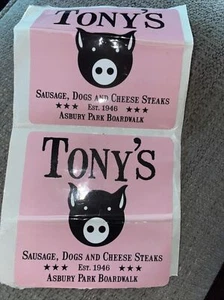 TONY'S
SAUSAGE, DOGS AND CHEESE STEAKS
★★★ EST. 1946 ★★★
ASBURY PARK BOARDWALK
TONY'S
SAUSAGE, DOGS AND CHEESE STEAKS
★★★ EST. 1946 ★★★
ASBURY PARK BOARDWALK